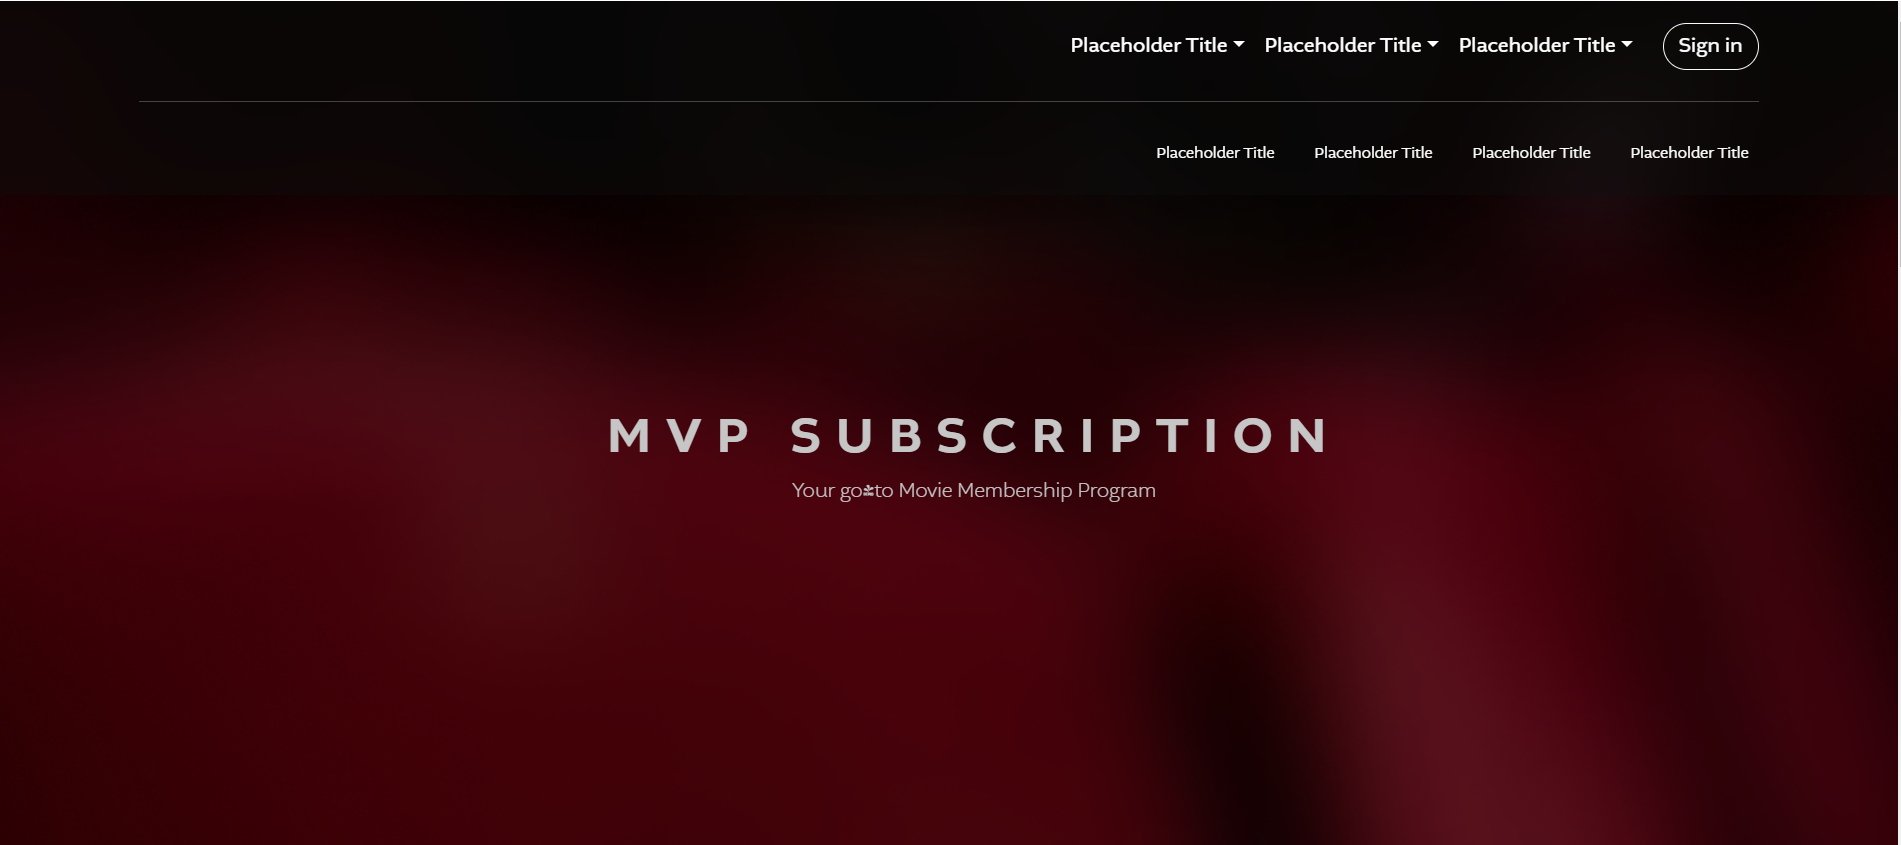 Placeholder Title Placeholder Title Placeholder Title Sign in
Placeholder Title Placeholder Title Placeholder Title Placeholder Title
MVP SUBSCRIPTION
Your go-to Movie Membership Program